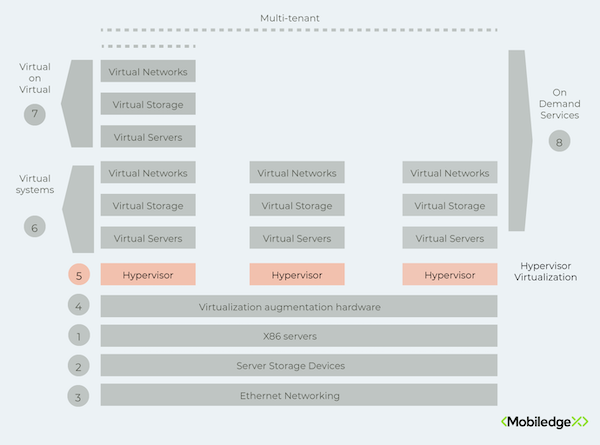 Multi-tenant
Virtual
on
Virtual
7
Virtual Networks
Virtual Storage
Virtual Servers
On
Demand
Services
8
Virtual
systems
6
Virtual Networks
Virtual Networks
Virtual Networks
Virtual Storage
Virtual Storage
Virtual Storage
Virtual Servers
Virtual Servers
Virtual Servers
5
Hypervisor
Hypervisor
Hypervisor
Hypervisor
Virtualization
4
Virtualization augmentation hardware
1
X86 servers
2
Server Storage Devices
3
Ethernet Networking
MobiledgeX